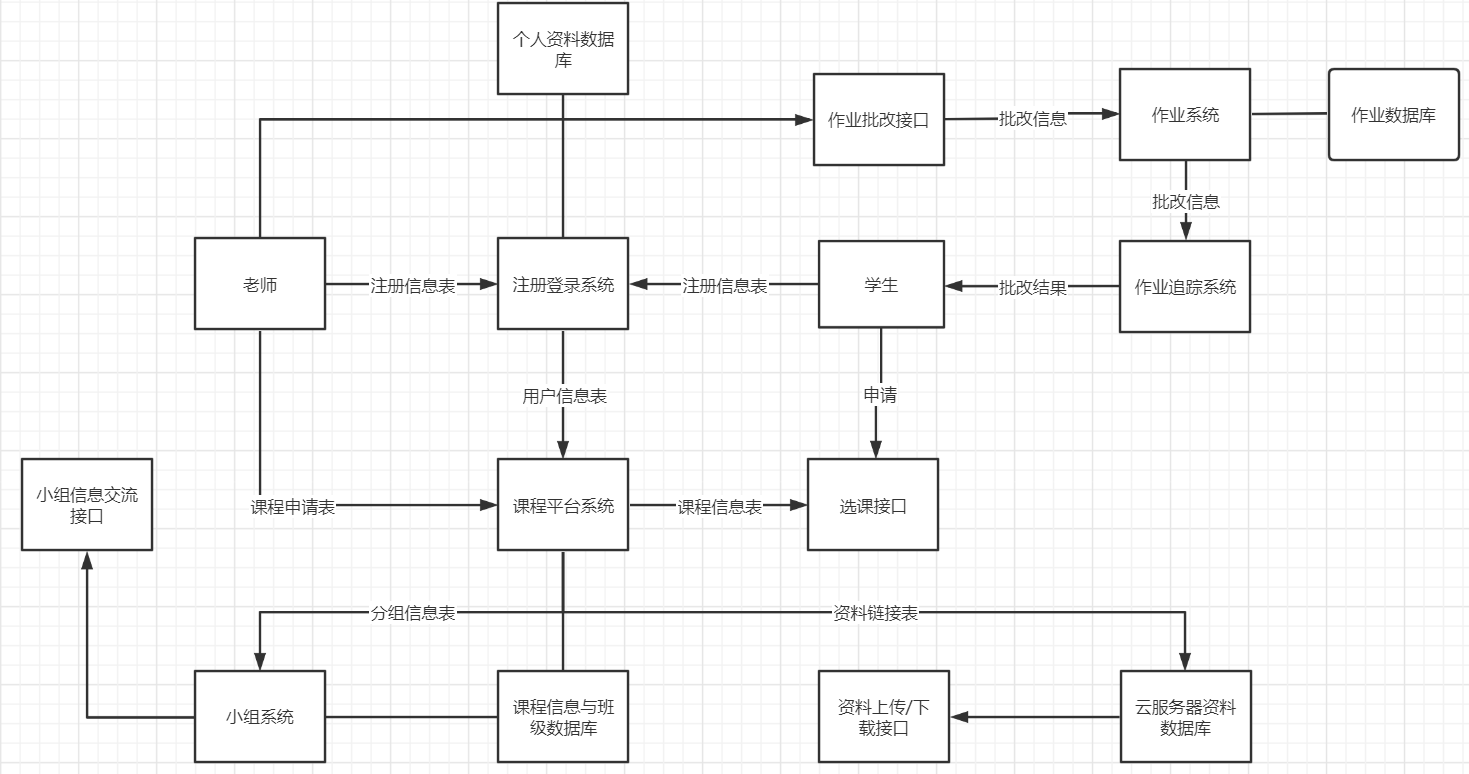 个人资料数据
库
作业批改接口
批改信息
作业系统
作业数据库
批改信息
老师
注册信息表
注册登录系统
注册信息表
学生
批改结果
作业追踪系统
用户信息表
申请
小组信息交流
接口
课程申请表
课程平台系统
课程信息表
选课接口
分组信息表
资料链接表
小组系统
课程信息与班
级数据库
资料上传/下
载接口
云服务器资料
数据库